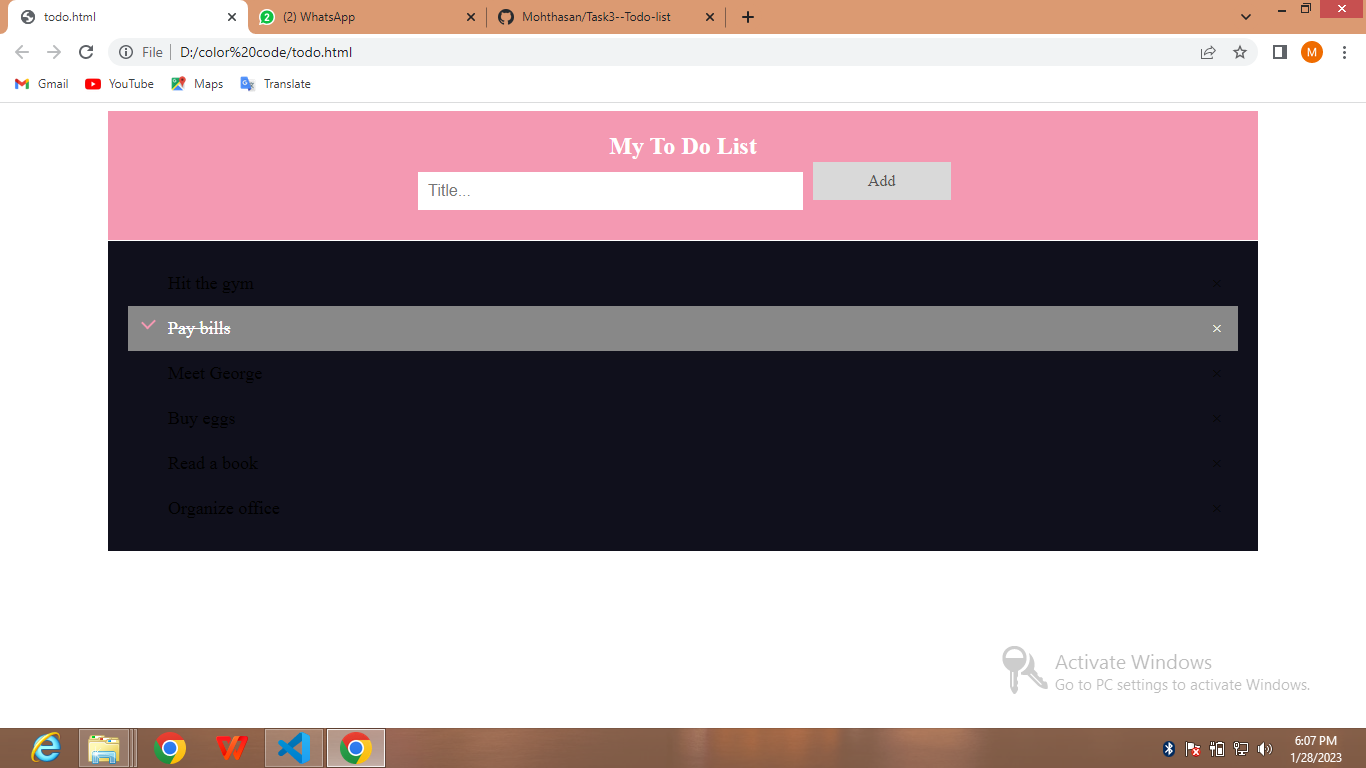 todo.html
2 (2) WhatsApp
Mohthasan/Task3--Todo-list
File D:/color%20code/todo.html
M
Gmail YouTube Maps Translate
My To Do List
Title... Add
Hit the gym ×
Pay bills ×
Meet George ×
Buy eggs ×
Read a book ×
Organize office ×
Activate Windows
Go to PC settings to activate Windows.
6:07 PM
1/28/2023